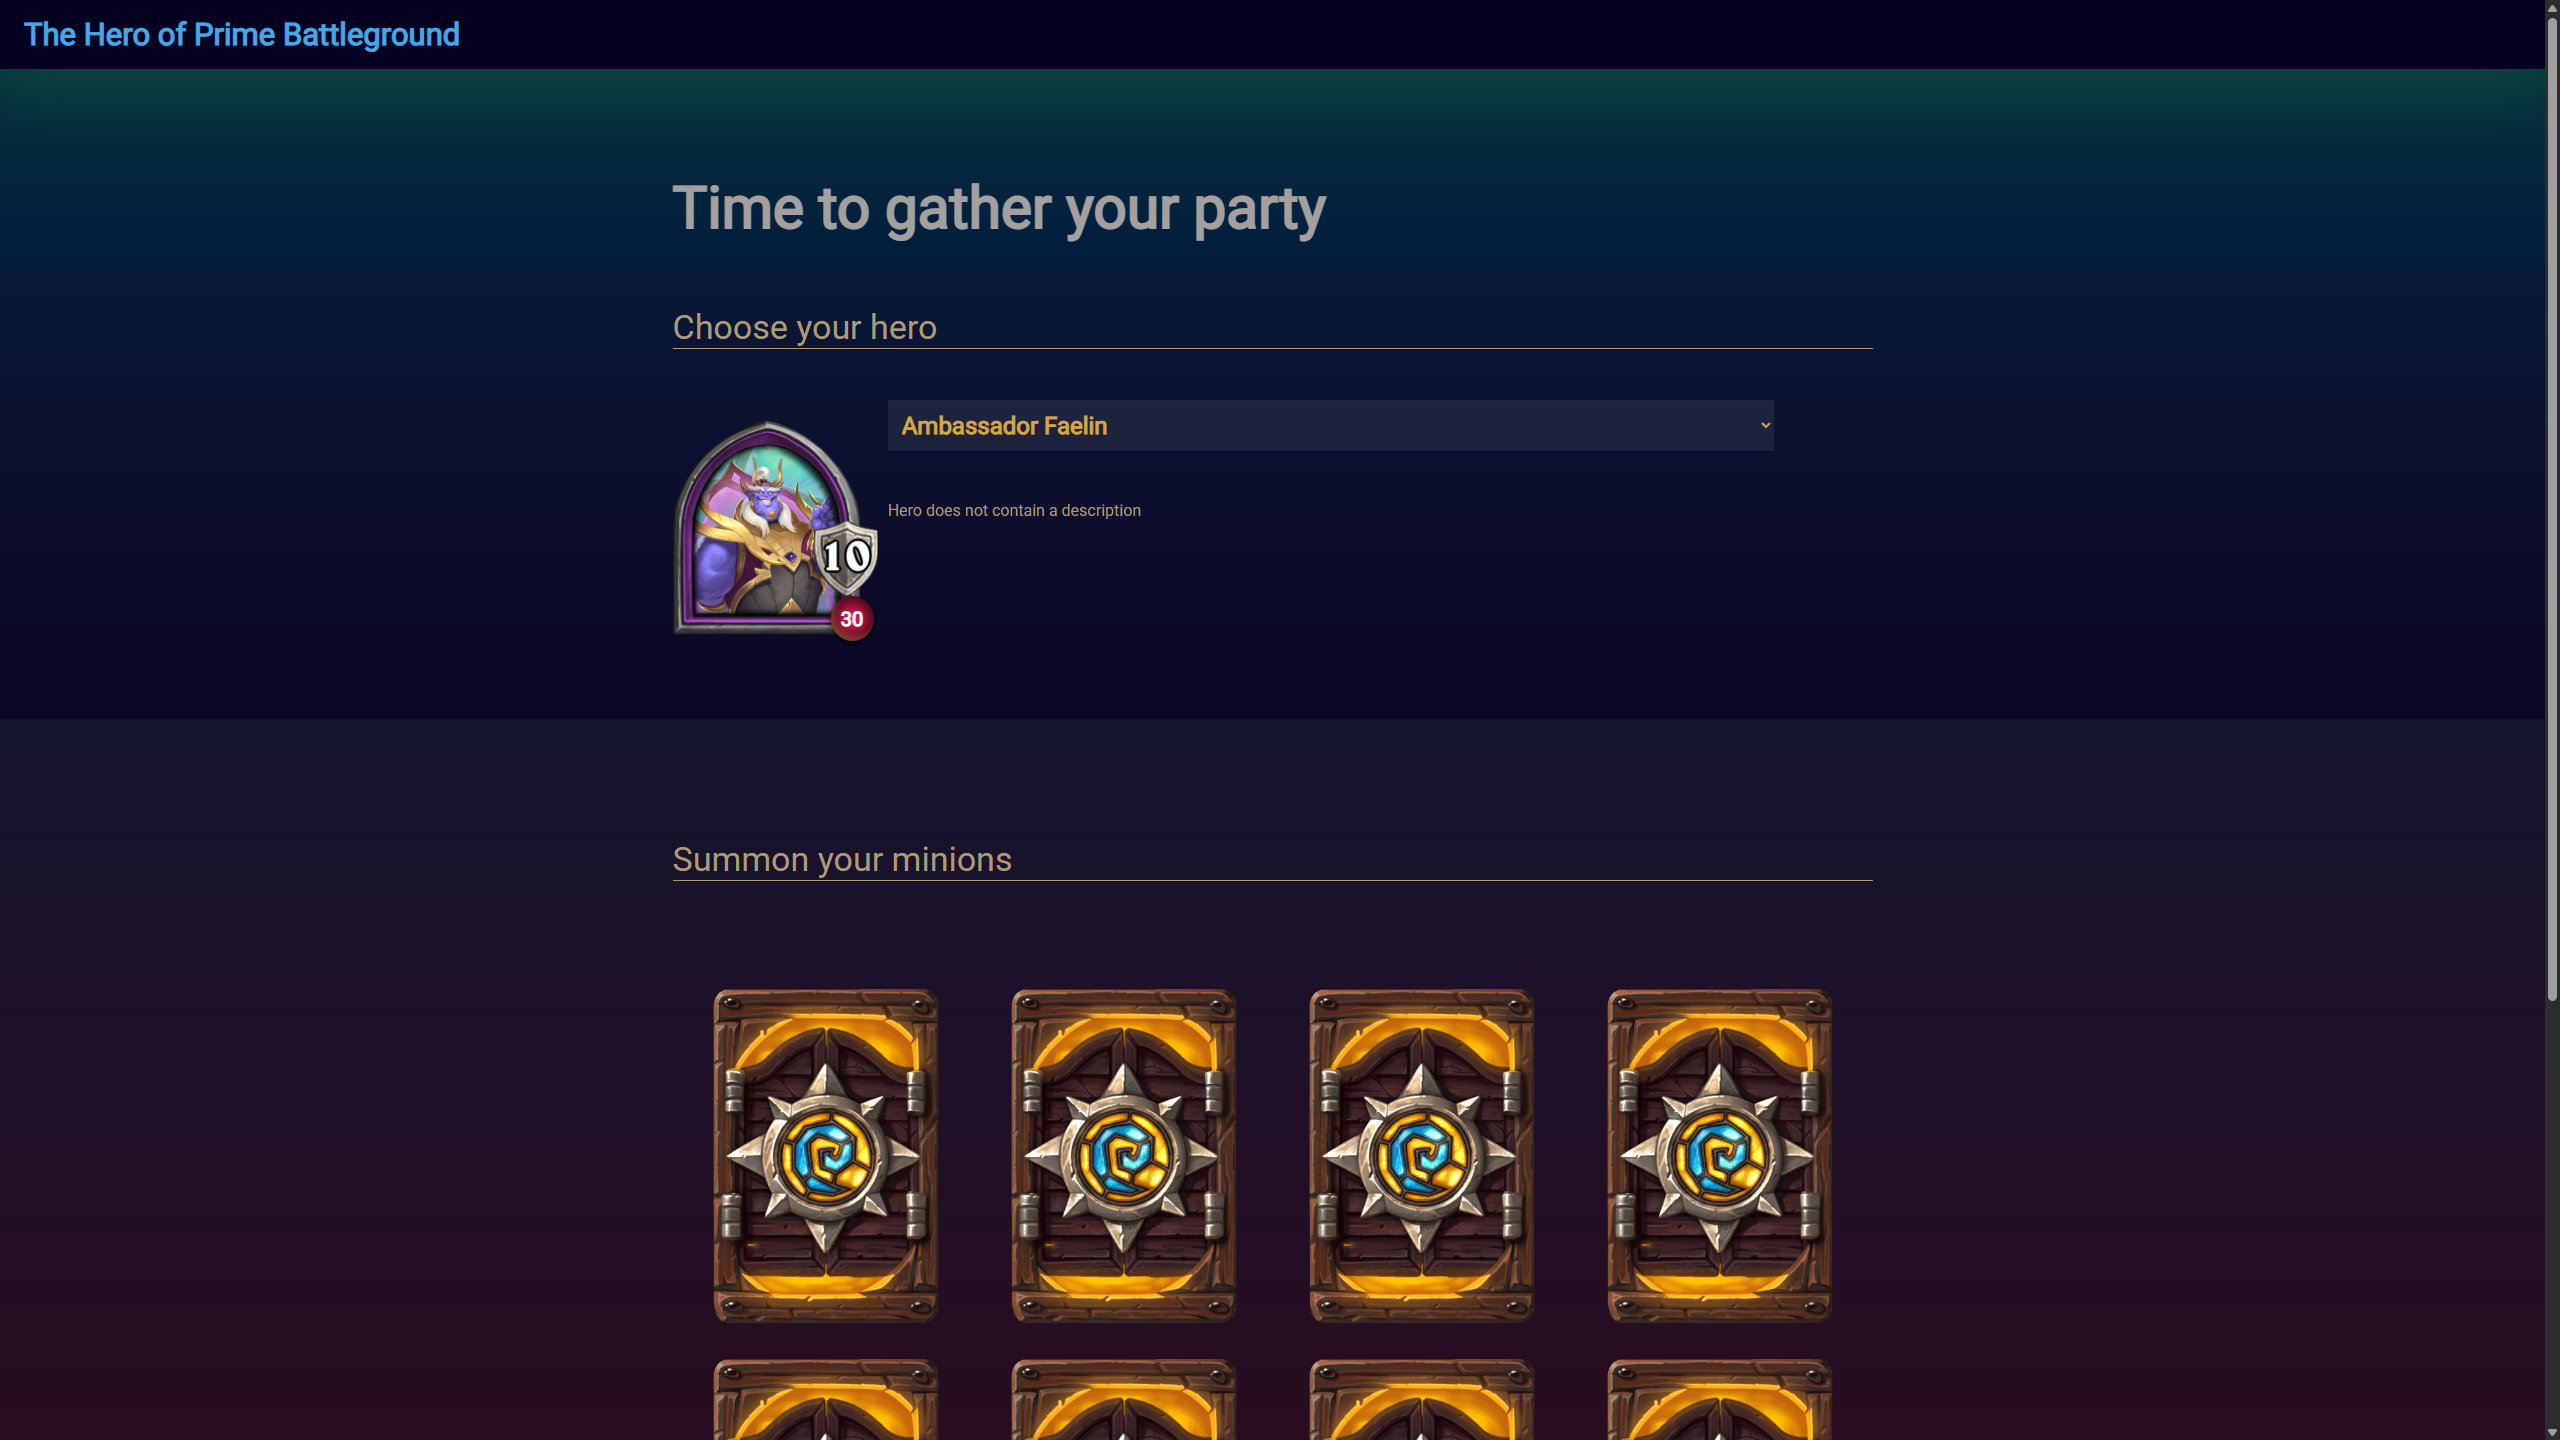 The Hero of Prime Battleground
Time to gather your party
Choose your hero
Ambassador Faelin
Hero does not contain a description
10
30
Summon your minions